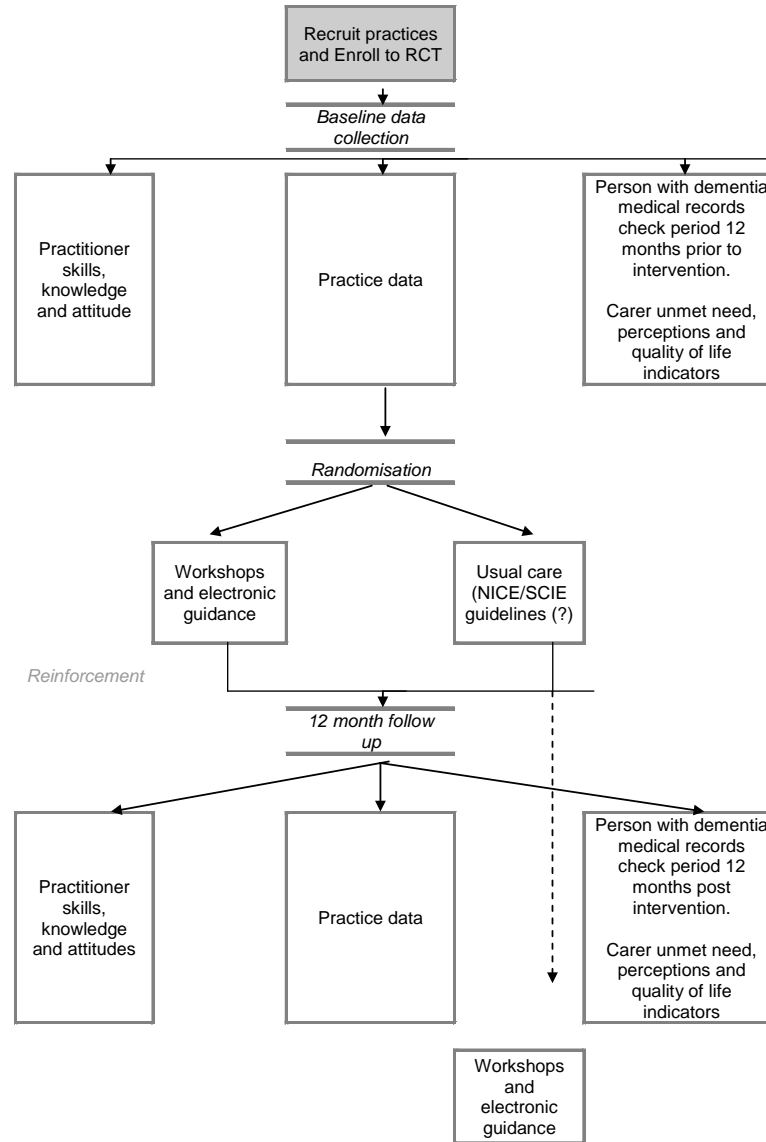 Recruit practices
and Enroll to RCT
Baseline data
collection
Practitioner
skills,
knowledge
and attitude
Practice data
Person with dementia
medical records
check period 12
months prior to
intervention.
Carer unmet need,
perceptions and
quality of life
indicators
Randomisation
Workshops
and electronic
guidance
Usual care
(NICE/SCIE
guidelines (?)
Reinforcement
12 month follow
up
Practitioner
skills,
knowledge
and attitudes
Practice data
Person with dementia
medical records
check period 12
months post
intervention.
Carer unmet need,
perceptions and
quality of life
indicators
Workshops
and
electronic
guidance